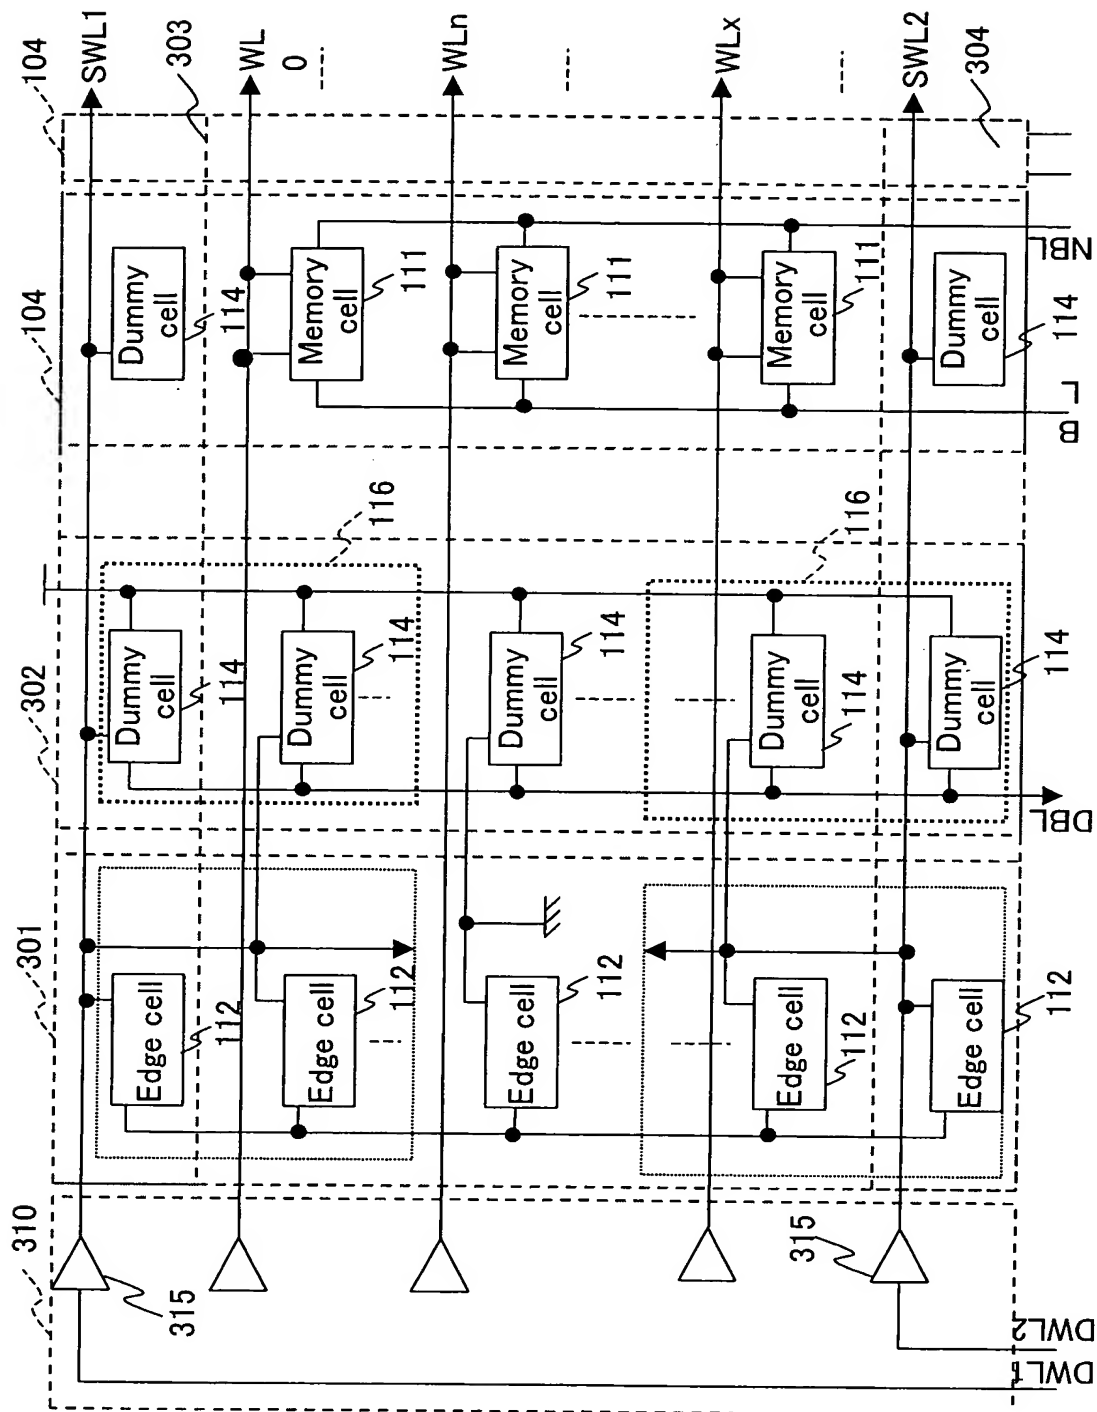 104
SWL1
303
WL
0
WLn
WLx
SWL2
304
104
Dummy
cell
114
Memory
cell
111
Memory
cell
111
Memory
cell
111
Dummy
cell
114
NBL
B
L
116
116
302
Dummy
cell
114
Dummy
cell
114
Dummy
cell
114
Dummy
cell
114
Dummy
cell
114
DBL
301
Edge cell
112
Edge cell
112
Edge cell
112
Edge cell
112
Edge cell
112
310
315
315
DWL2
DWL1